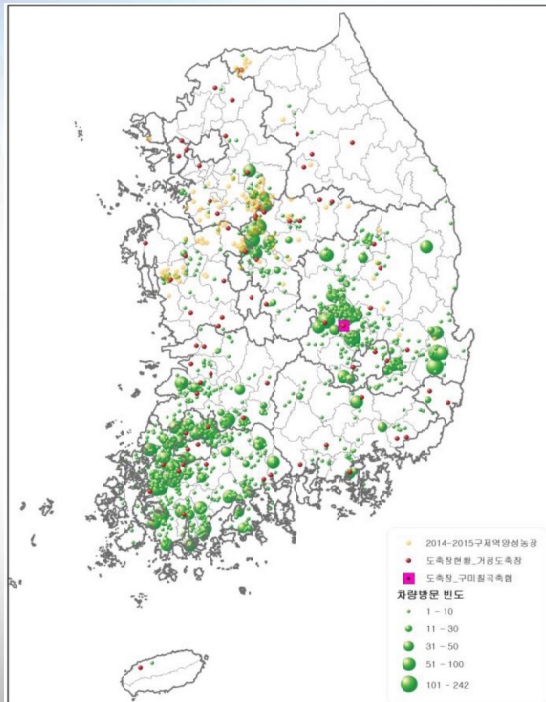 2014-2015구제역양성농장
도축장현황_거점도축장
도축장_구미칠곡축협
차량방문 빈도
1 - 10
11 - 30
31 - 50
51 - 100
101 - 242